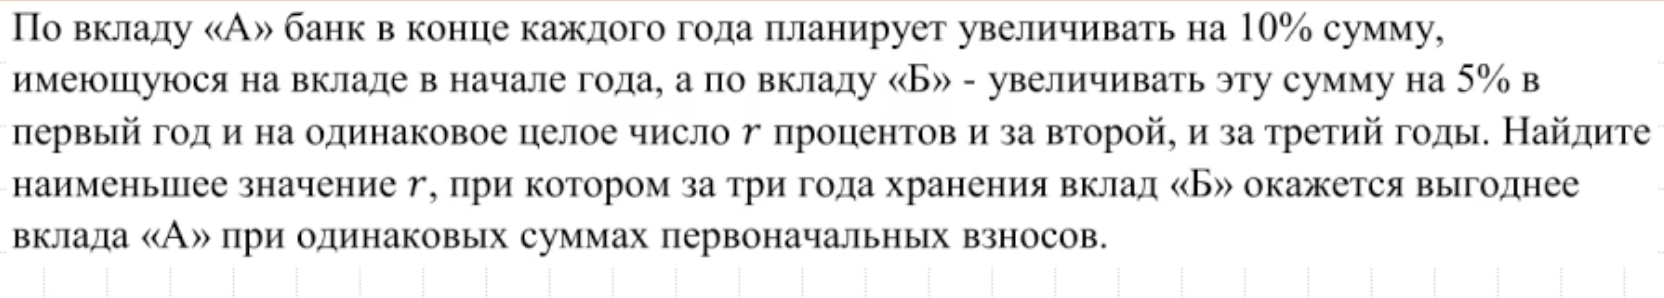 По вкладу «А» банк в конце каждого года планирует увеличивать на 10% сумму,
имеющуюся на вкладе в начале года, а по вкладу «Б» - увеличивать эту сумму на 5% в
первый год и на одинаковое целое число r процентов и за второй, и за третий годы. Найдите
наименьшее значение r, при котором за три года хранения вклад «Б» окажется выгоднее
вклада «А» при одинаковых суммах первоначальных взносов.